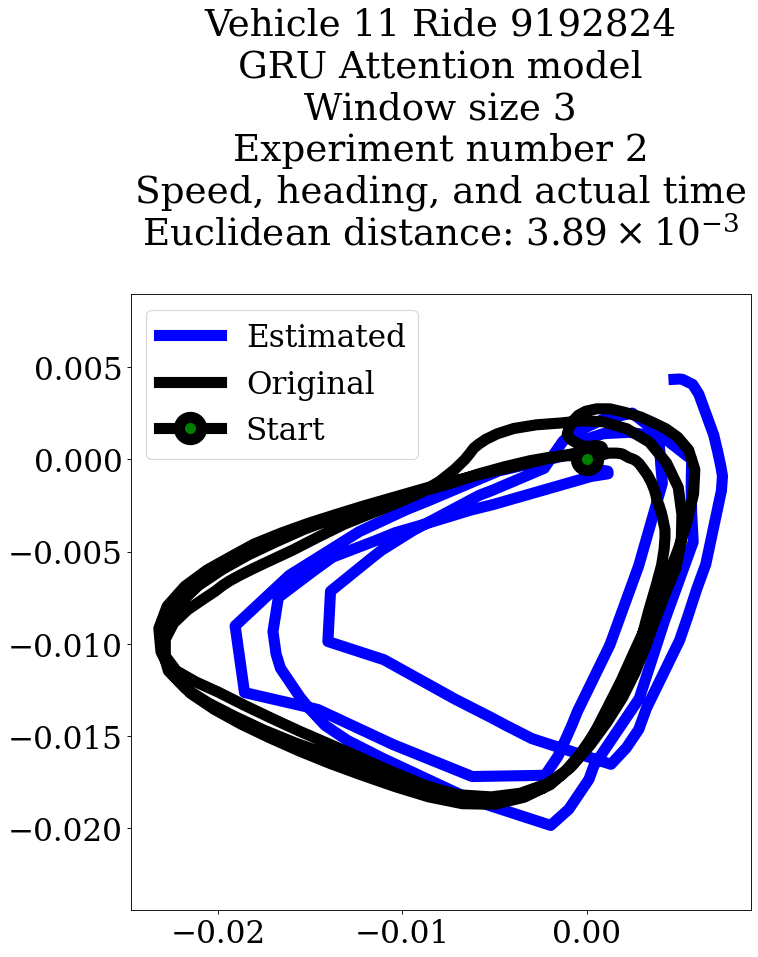 Vehicle 11 Ride 9192824
GRU Attention model
Window size 3
Experiment number 2
Speed, heading, and actual time
Euclidean distance: 3.89 × 10⁻³
Estimated
Original
Start
0.005
0.000
−0.005
−0.010
−0.015
−0.020
−0.02
−0.01
0.00